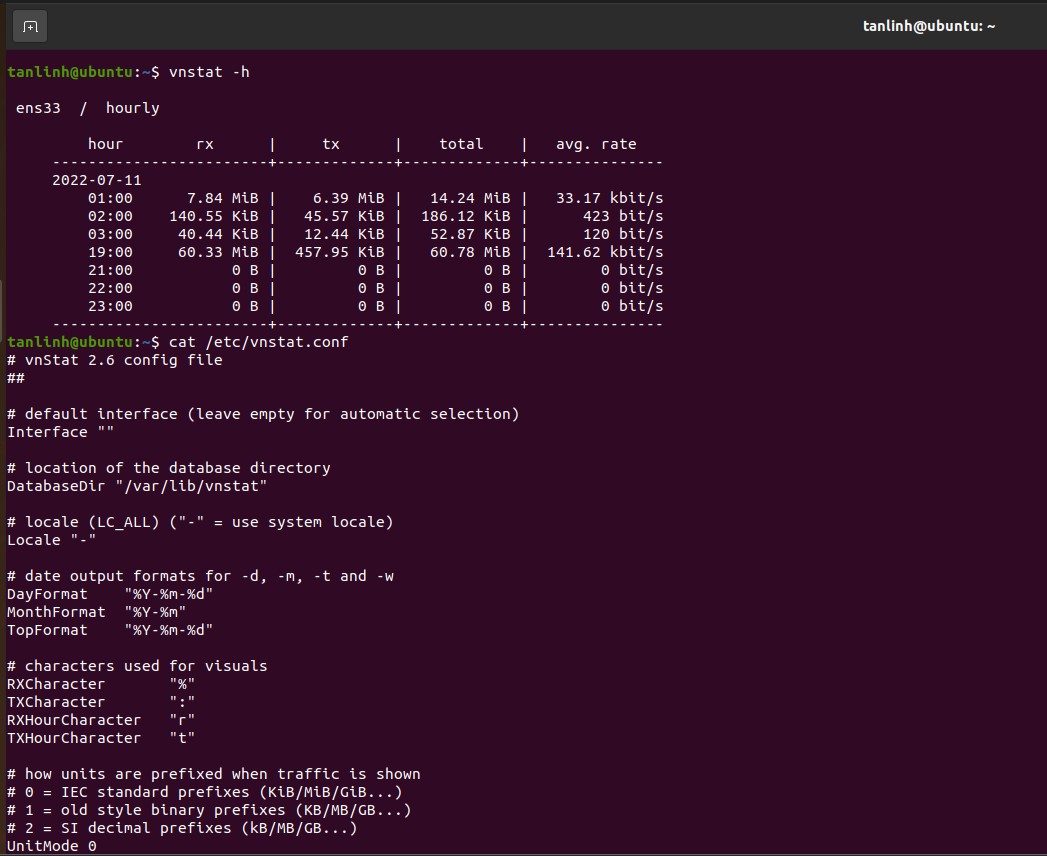 tanlinh@ubuntu: ~
tanlinh@ubuntu:~$ vnstat -h
ens33  /  hourly
hour        rx      |     tx      |    total    |   avg. rate
------------------------+-------------+-------------+---------------
2022-07-11
01:00      7.84 MiB |    6.39 MiB |   14.24 MiB |   33.17 kbit/s
02:00    140.55 KiB |   45.57 KiB |  186.12 KiB |      423 bit/s
03:00     40.44 KiB |   12.44 KiB |   52.87 KiB |      120 bit/s
19:00     60.33 MiB |  457.95 KiB |   60.78 MiB |  141.62 kbit/s
21:00           0 B |         0 B |         0 B |        0 bit/s
22:00           0 B |         0 B |         0 B |        0 bit/s
23:00           0 B |         0 B |         0 B |        0 bit/s
------------------------+-------------+-------------+---------------
tanlinh@ubuntu:~$ cat /etc/vnstat.conf
# vnStat 2.6 config file
##
# default interface (leave empty for automatic selection)
Interface ""
# location of the database directory
DatabaseDir "/var/lib/vnstat"
# locale (LC_ALL) ("-" = use system locale)
Locale "-"
# date output formats for -d, -m, -t and -w
DayFormat    "%Y-%m-%d"
MonthFormat  "%Y-%m"
TopFormat    "%Y-%m-%d"
# characters used for visuals
RXCharacter       "%"
TXCharacter       ":"
RXHourCharacter   "r"
TXHourCharacter   "t"
# how units are prefixed when traffic is shown
# 0 = IEC standard prefixes (KiB/MiB/GiB...)
# 1 = old style binary prefixes (KB/MB/GB...)
# 2 = SI decimal prefixes (kB/MB/GB...)
UnitMode 0